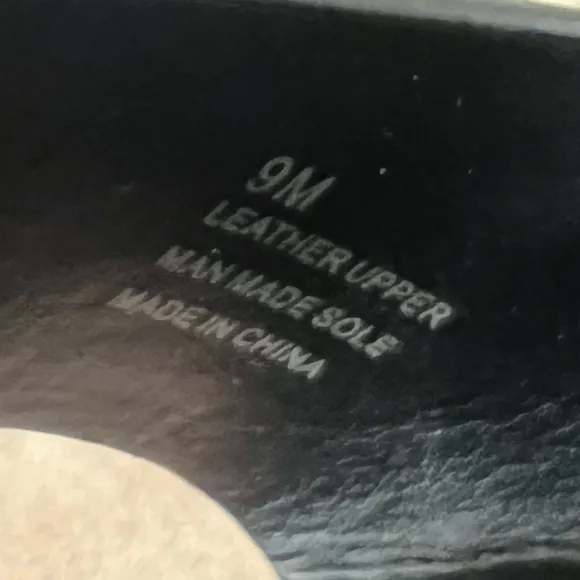 9M
LEATHER UPPER
MAN MADE SOLE
MADE IN CHINA